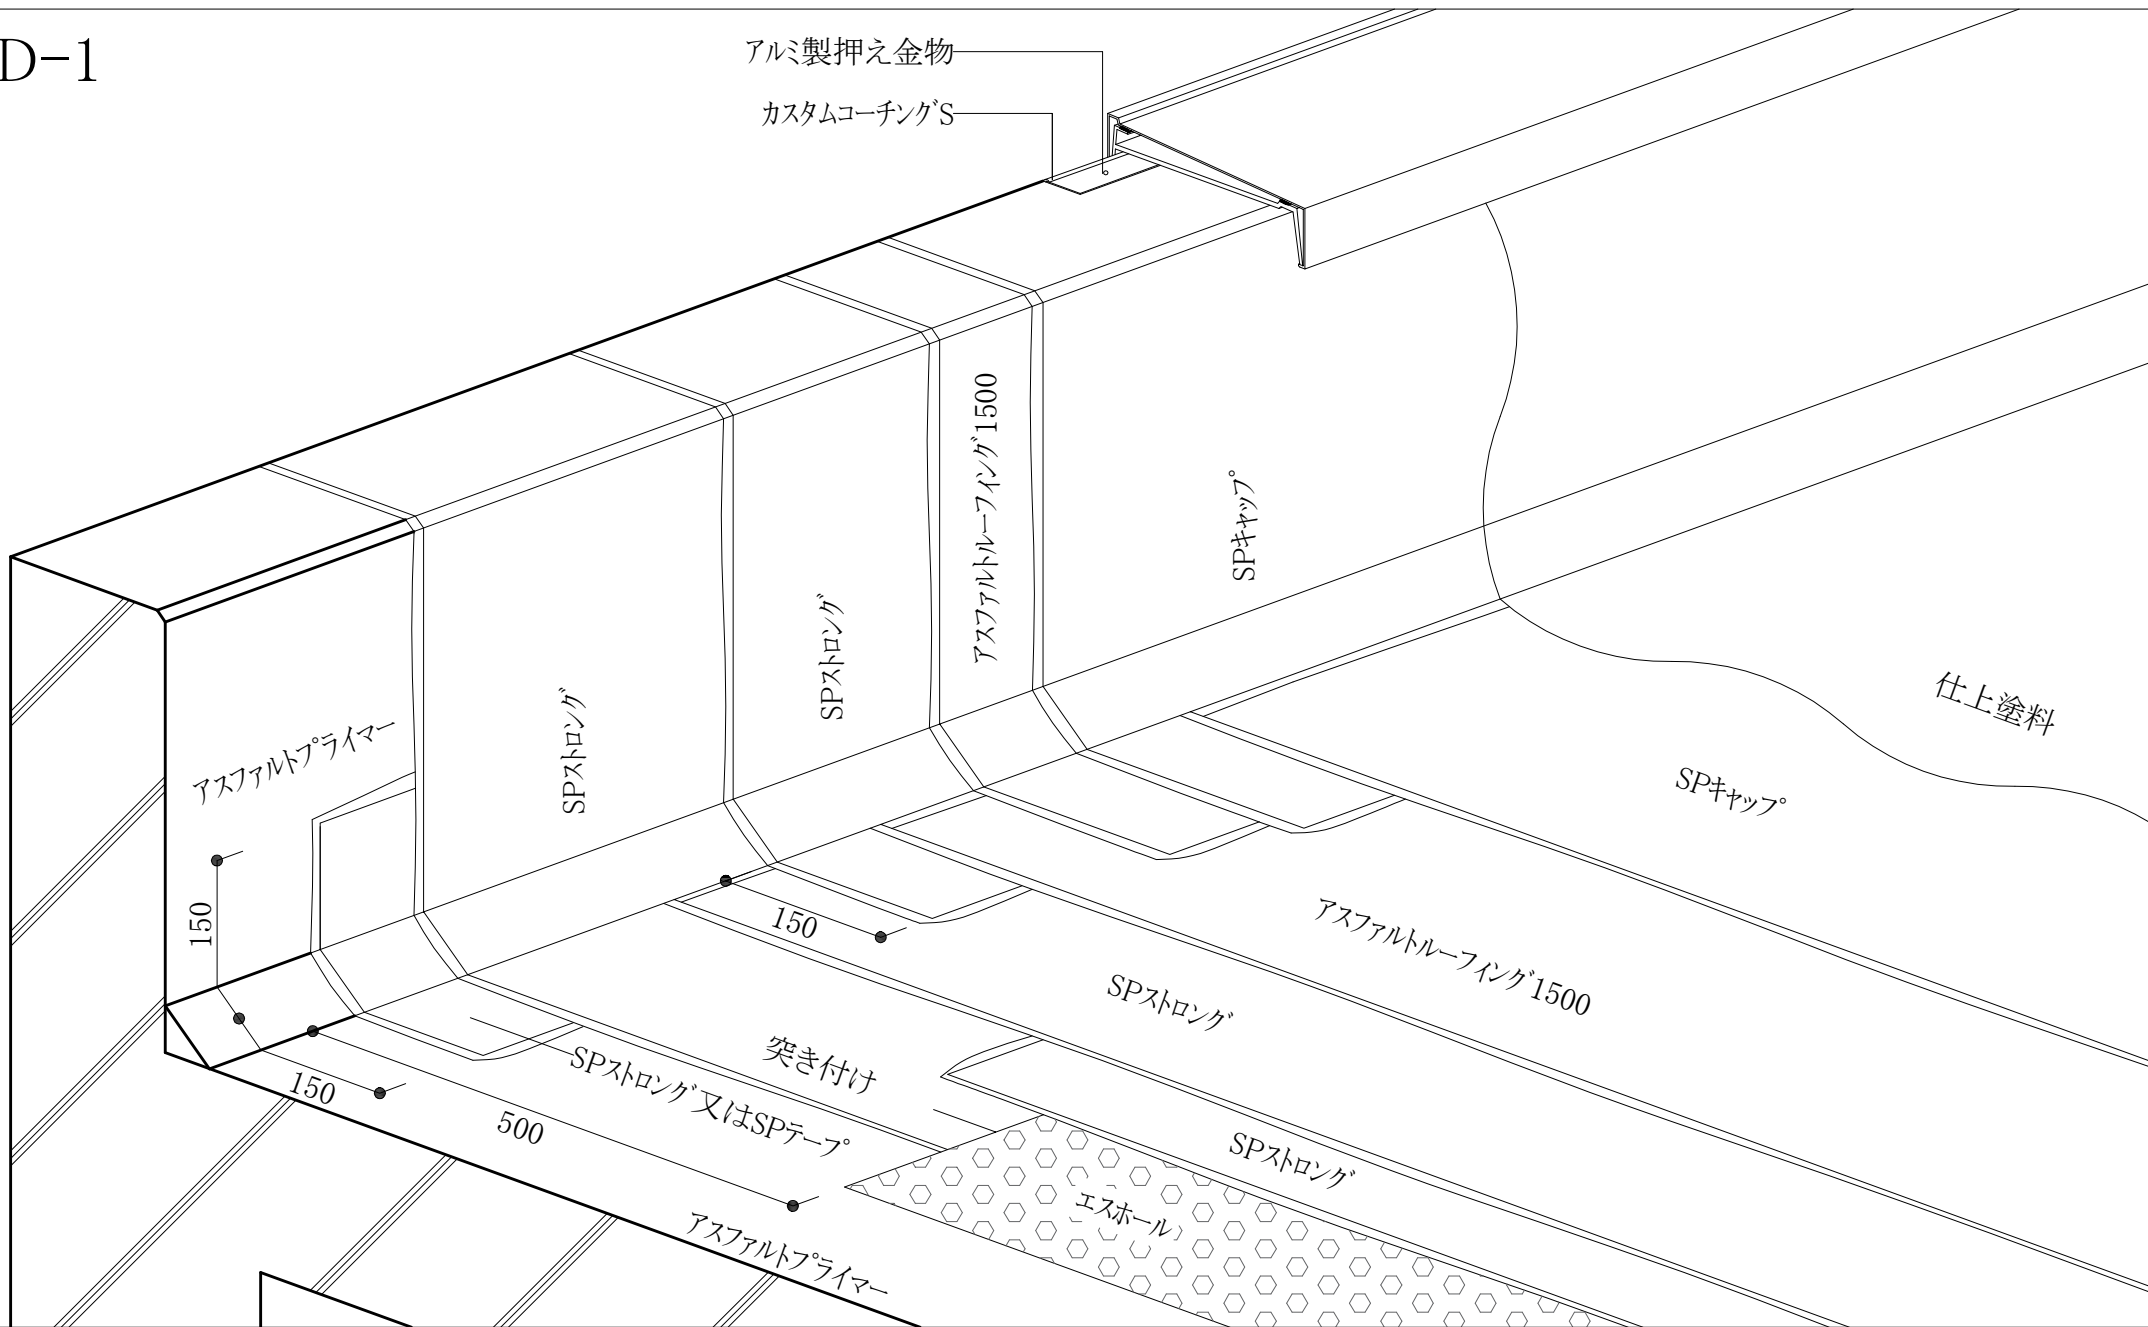 D-1
アルミ製押え金物
カスタムコーチングS
アスファルトルーフィング1500
SPキャップ
SPストロング
SPストロング
アスファルトプライマー
仕上塗料
SPキャップ
150
150
アスファルトルーフィング1500
SPストロング
突き付け
SPストロング又はSPテープ
150
500
SPストロング
エスホール
アスファルトプライマー